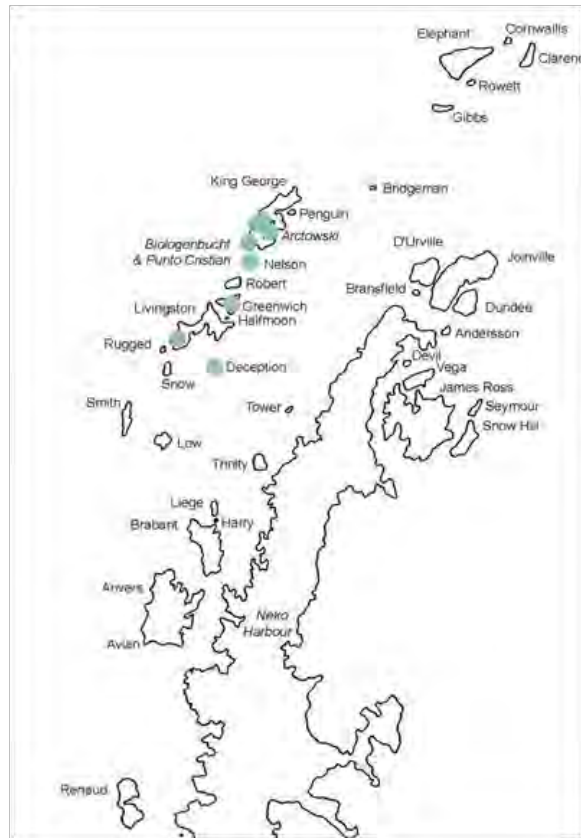 Cornwallis
Elephant
Clarence
Rowett
Gibbs
King George
Bridgeman
Penguin
Arctowski
Biologenbucht
& Punto Cristian
D'Urville
Joinville
Nelson
Robert
Bransfield
Livingston
Greenwich
Dundee
Halfmoon
Andersson
Rugged
Devil
Deception
Vega
Snow
James Ross
Smith
Tower
Seymour
Snow Hill
Low
Trinity
Liege
Brabant
Harry
Anvers
Neko
Harbour
Avian
Renaud